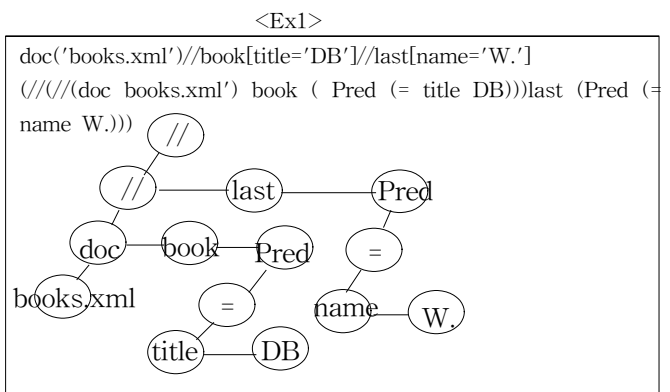 <Ex1>
doc('books.xml')//book[title='DB']//last[name='W.']
(//(//(doc books.xml') book ( Pred (= title DB)))last (Pred (=
name W.)))
//
// last Pred
doc book Pred =
books.xml = name W.
title DB